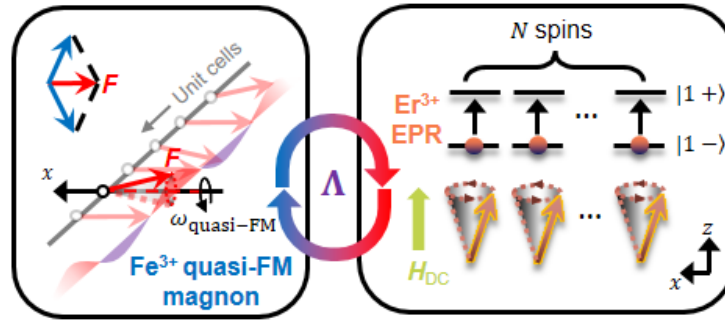 F
Unit cells
F
x
ω_quasi−FM
Fe³⁺ quasi-FM
magnon
Λ
N spins
Er³⁺
EPR
...
|1 +⟩
|1 −⟩
...
H_DC
z
x